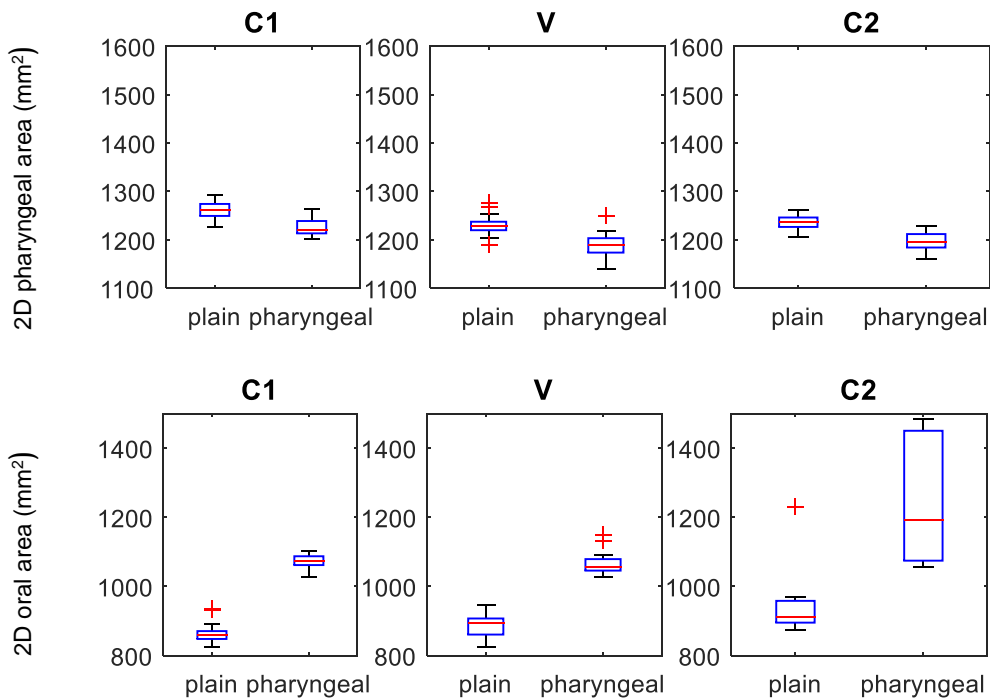 C1 V C2
2D pharyngeal area (mm²)
1600 1600 1600
1500 1500 1500
1400 1400 1400
1300 1300 1300
1200 1200 1200
1100 1100 1100
plain pharyngeal plain pharyngeal plain pharyngeal
C1 V C2
2D oral area (mm²)
1400 1400 1400
1200 1200 1200
1000 1000 1000
800 800 800
plain pharyngeal plain pharyngeal plain pharyngeal